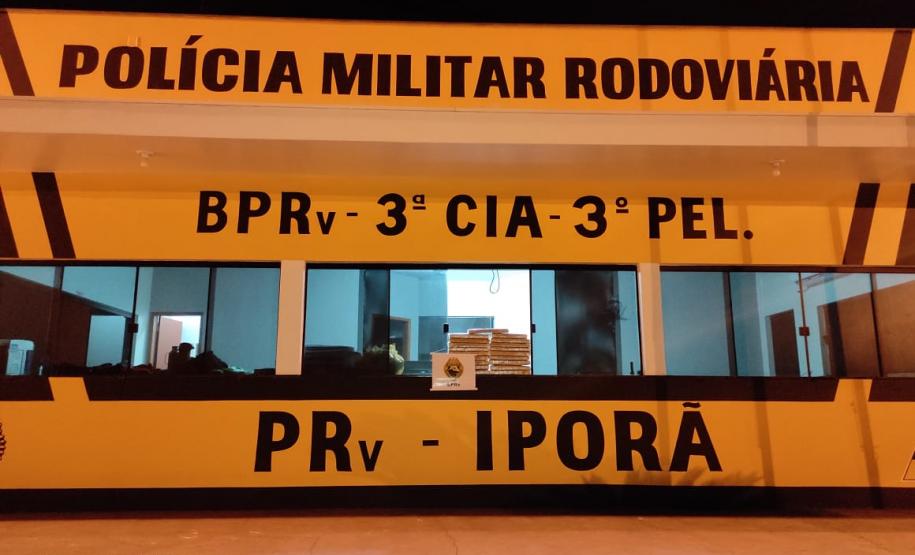 POLÍCIA MILITAR RODOVIÁRIA
BPRv - 3ª CIA - 3º PEL.
PRv - IPORÃ